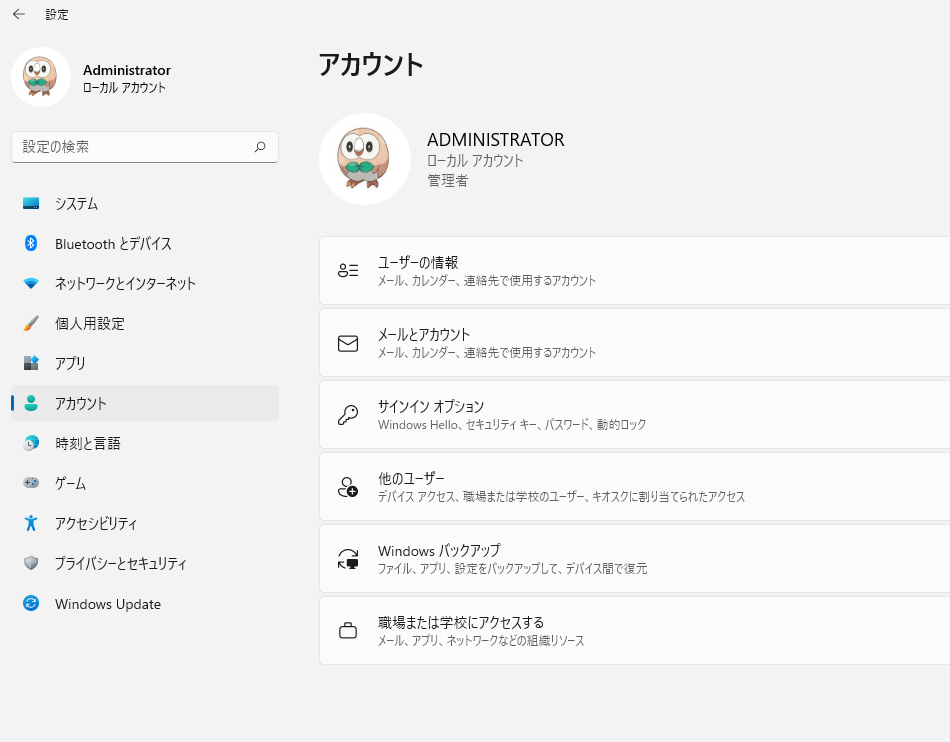 設定
Administrator
ローカル アカウント
設定の検索
システム
Bluetooth とデバイス
ネットワークとインターネット
個人用設定
アプリ
アカウント
時刻と言語
ゲーム
アクセシビリティ
プライバシーとセキュリティ
Windows Update
アカウント
ADMINISTRATOR
ローカル アカウント
管理者
ユーザーの情報
メール、カレンダー、連絡先で使用するアカウント
メールとアカウント
メール、カレンダー、連絡先で使用するアカウント
サインイン オプション
Windows Hello、セキュリティ キー、パスワード、動的ロック
他のユーザー
デバイス アクセス、職場または学校のユーザー、キオスクに割り当てられたアクセス
Windows バックアップ
ファイル、アプリ、設定をバックアップして、デバイス間で復元
職場または学校にアクセスする
メール、アプリ、ネットワークなどの組織リソース